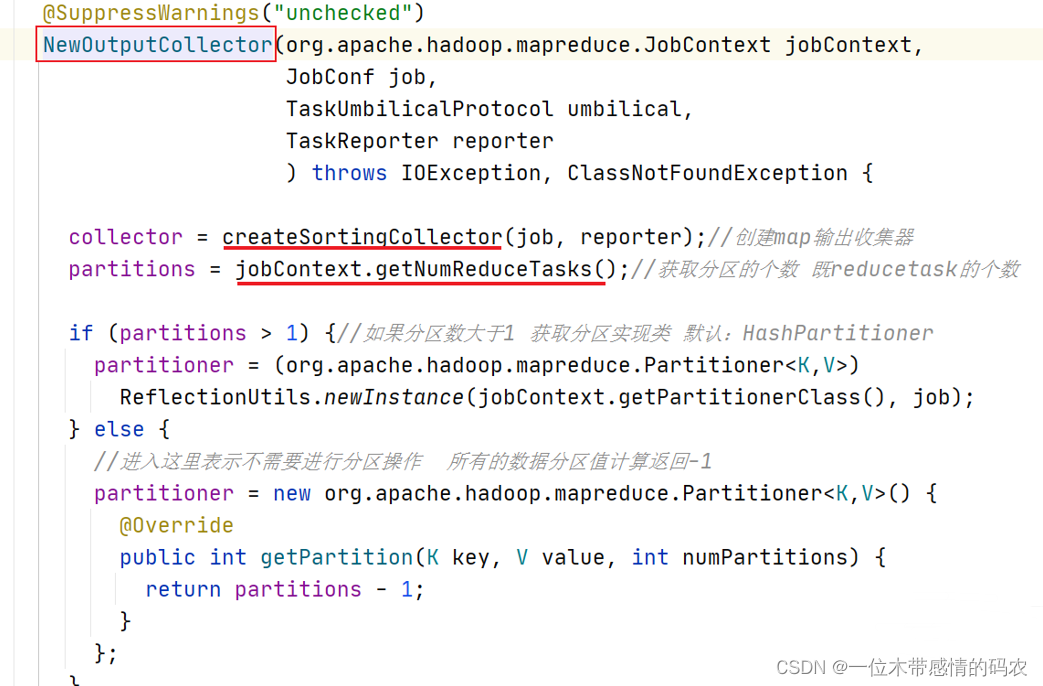 @SuppressWarnings("unchecked")
NewOutputCollector(org.apache.hadoop.mapreduce.JobContext jobContext,
JobConf job,
TaskUmbilicalProtocol umbilical,
TaskReporter reporter
) throws IOException, ClassNotFoundException {
collector = createSortingCollector(job, reporter);//创建map输出收集器
partitions = jobContext.getNumReduceTasks();//获取分区的个数 既reducetask的个数
if (partitions > 1) {//如果分区数大于1 获取分区实现类 默认：HashPartitioner
partitioner = (org.apache.hadoop.mapreduce.Partitioner<K,V>)
ReflectionUtils.newInstance(jobContext.getPartitionerClass(), job);
} else {
//进入这里表示不需要进行分区操作 所有的数据分区值计算返回-1
partitioner = new org.apache.hadoop.mapreduce.Partitioner<K,V>() {
@Override
public int getPartition(K key, V value, int numPartitions) {
return partitions - 1;
}
};
}
CSDN @一位木带感情的码农